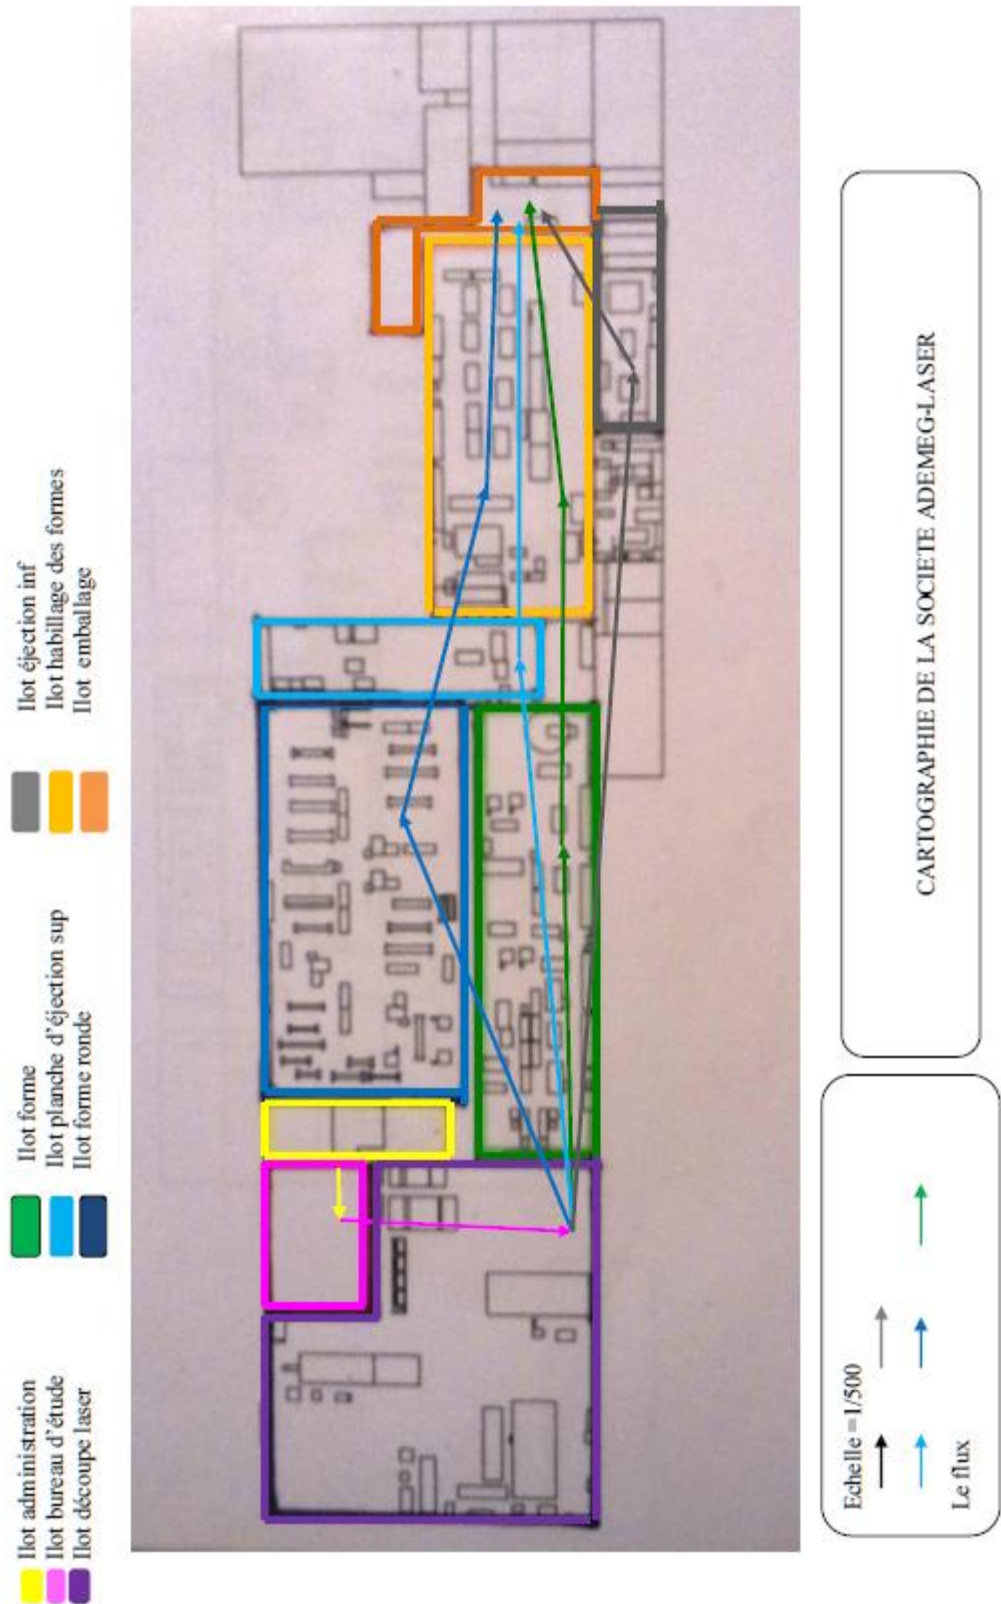 Ilot administration
Ilot bureau d'étude
Ilot découpe laser
Ilot forme
Ilot planche d'éjection sup
Ilot forme ronde
Ilot éjection inf
Ilot habillage des formes
Ilot emballage
Echelle =1/500
Le flux
CARTOGRAPHIE DE LA SOCIETE ADEMEG-LASER